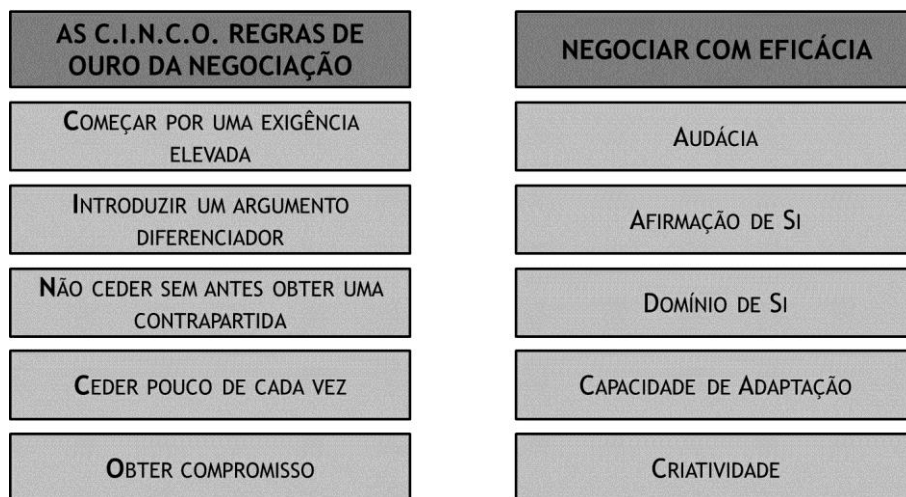 AS C.I.N.C.O. REGRAS DE
OURO DA NEGOCIAÇÃO
COMEÇAR POR UMA EXIGÊNCIA
ELEVADA
INTRODUZIR UM ARGUMENTO
DIFERENCIADOR
NÃO CEDER SEM ANTES OBTER UMA
CONTRAPARTIDA
CEDER POUCO DE CADA VEZ
OBTER COMPROMISSO
NEGOCIAR COM EFICÁCIA
AUDÁCIA
AFIRMAÇÃO DE SI
DOMÍNIO DE SI
CAPACIDADE DE ADAPTAÇÃO
CRIATIVIDADE